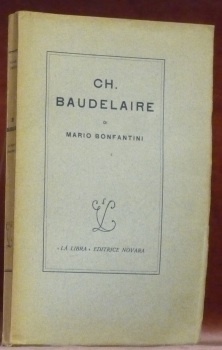 CH.
BAUDELAIRE
DI
MARIO BONFANTINI
« LA LIBRA » EDITRICE NOVARA